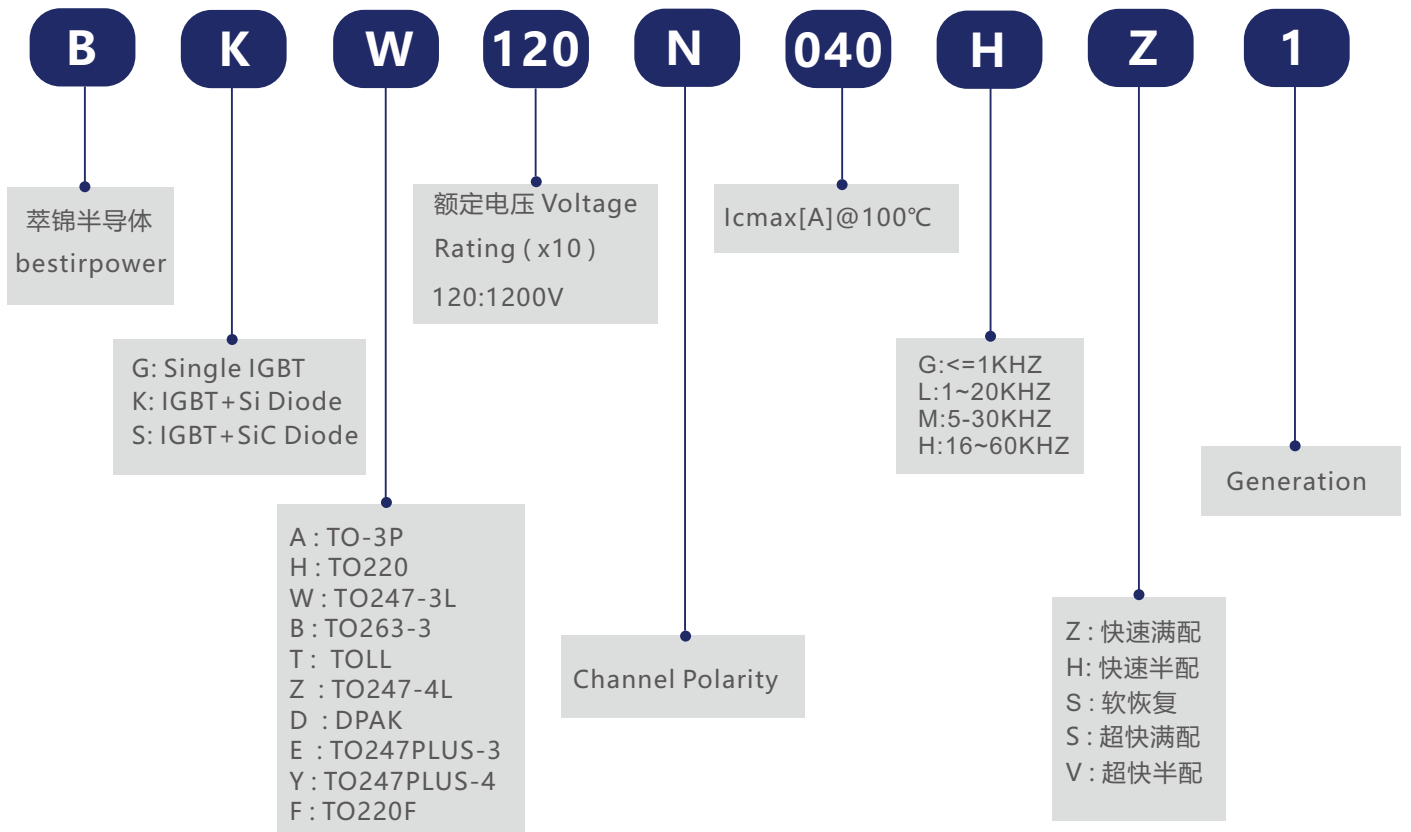 B K W 120 N 040 H Z 1
萃锦半导体
bestirpower
G: Single IGBT
K: IGBT+Si Diode
S: IGBT+SiC Diode
A : TO-3P
H : TO220
W : TO247-3L
B : TO263-3
T : TOLL
Z : TO247-4L
D : DPAK
E : TO247PLUS-3
Y : TO247PLUS-4
F : TO220F
额定电压 Voltage
Rating ( x10 )
120:1200V
Channel Polarity
Icmax[A]@100℃
G:<=1KHZ
L:1~20KHZ
M:5-30KHZ
H:16~60KHZ
Z : 快速满配
H: 快速半配
S : 软恢复
S : 超快满配
V : 超快半配
Generation